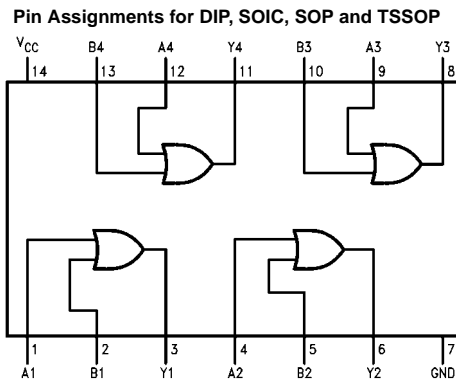 Pin Assignments for DIP, SOIC, SOP and TSSOP
VCC B4 A4 Y4 B3 A3 Y3
14 13 12 11 10 9 8
1 2 3 4 5 6 7
A1 B1 Y1 A2 B2 Y2 GND